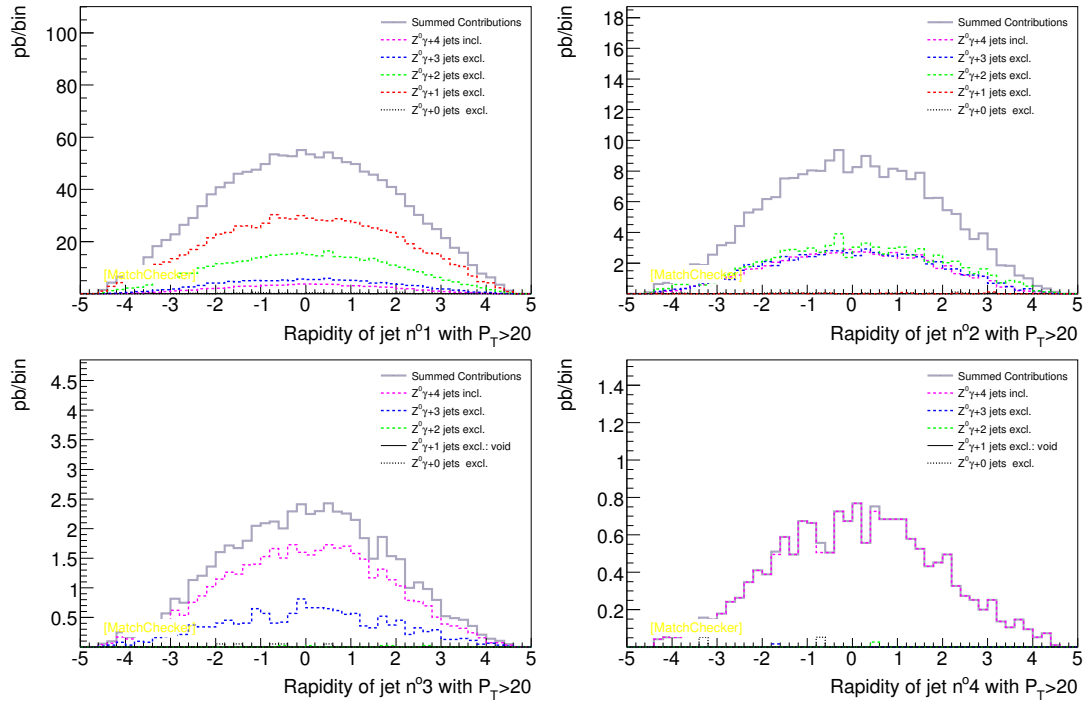 pb/bin
100
80
60
40
20
Summed Contributions
Z⁰γ+4 jets incl.
Z⁰γ+3 jets excl.
Z⁰γ+2 jets excl.
Z⁰γ+1 jets excl.
Z⁰γ+0 jets excl.
[MatchChecker]
-5 -4 -3 -2 -1 0 1 2 3 4 5
Rapidity of jet nº1 with P_T>20
pb/bin
18
16
14
12
10
8
6
4
2
Summed Contributions
Z⁰γ+4 jets incl.
Z⁰γ+3 jets excl.
Z⁰γ+2 jets excl.
Z⁰γ+1 jets excl.
Z⁰γ+0 jets excl.
[MatchChecker]
-5 -4 -3 -2 -1 0 1 2 3 4 5
Rapidity of jet nº2 with P_T>20
pb/bin
4.5
4
3.5
3
2.5
2
1.5
1
0.5
Summed Contributions
Z⁰γ+4 jets incl.
Z⁰γ+3 jets excl.
Z⁰γ+2 jets excl.
Z⁰γ+1 jets excl.: void
Z⁰γ+0 jets excl.
[MatchChecker]
-5 -4 -3 -2 -1 0 1 2 3 4 5
Rapidity of jet nº3 with P_T>20
pb/bin
1.4
1.2
1
0.8
0.6
0.4
0.2
Summed Contributions
Z⁰γ+4 jets incl.
Z⁰γ+3 jets excl.
Z⁰γ+2 jets excl.
Z⁰γ+1 jets excl.: void
Z⁰γ+0 jets excl.
[MatchChecker]
-5 -4 -3 -2 -1 0 1 2 3 4 5
Rapidity of jet nº4 with P_T>20